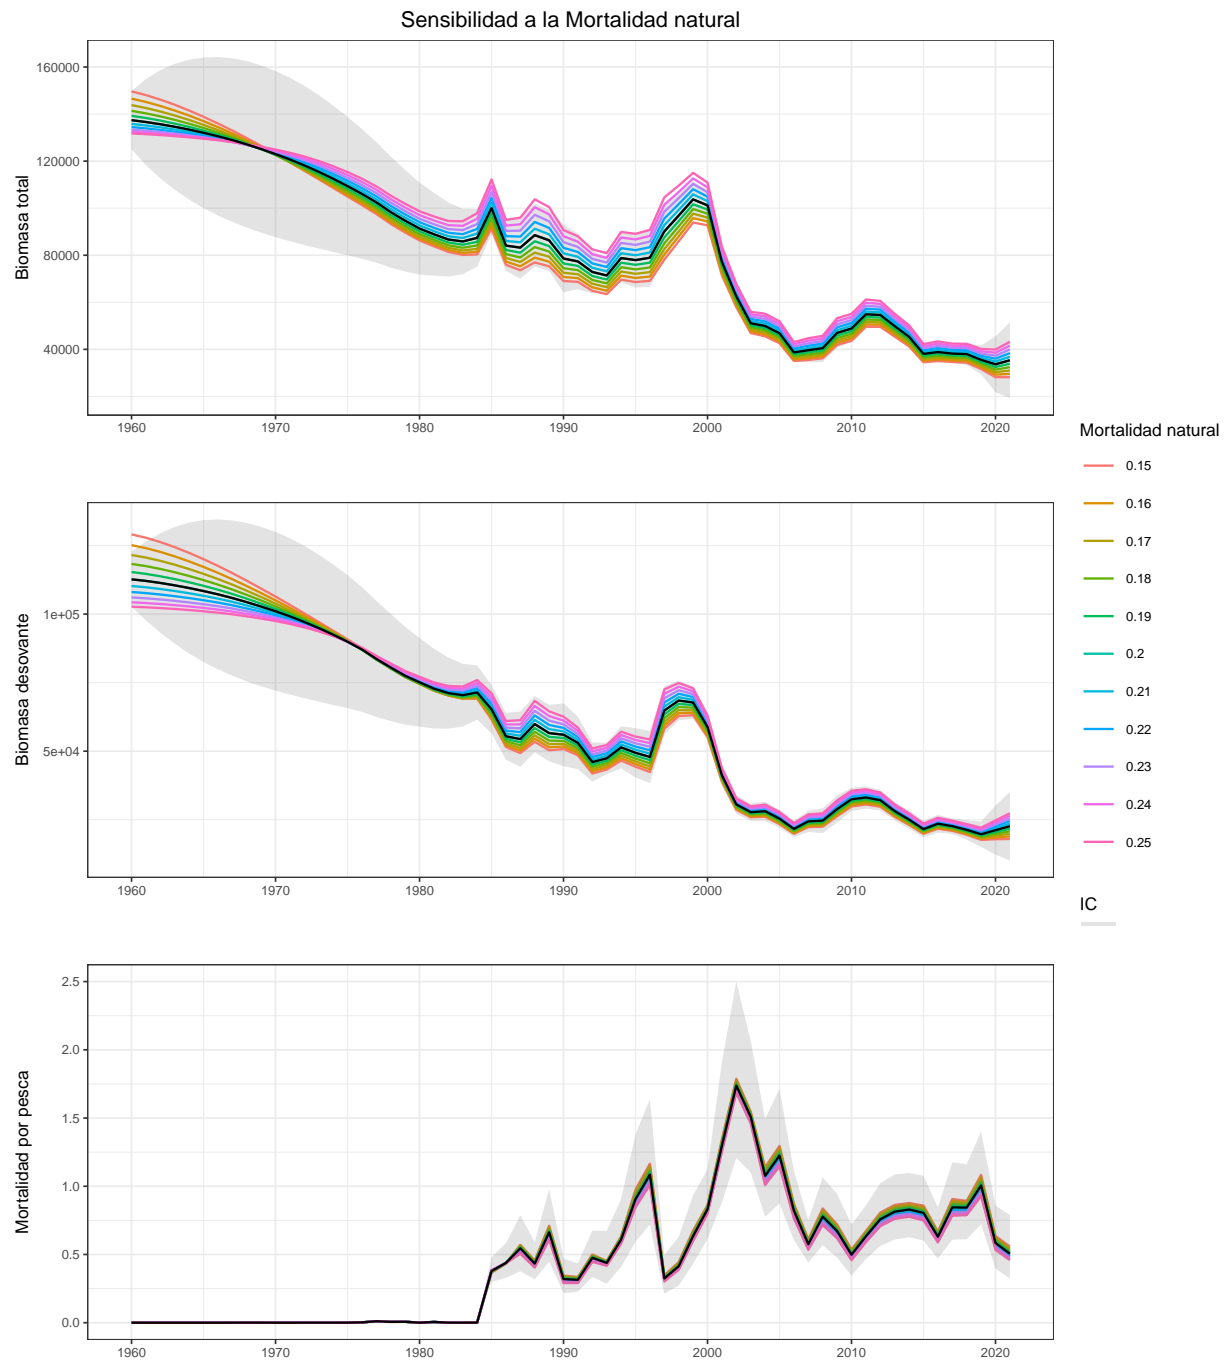 Sensibilidad a la Mortalidad natural
Biomasa total
160000
120000
80000
40000
1960 1970 1980 1990 2000 2010 2020
Biomasa desovante
1e+05
5e+04
1960 1970 1980 1990 2000 2010 2020
Mortalidad por pesca
2.5
2.0
1.5
1.0
0.5
0.0
1960 1970 1980 1990 2000 2010 2020
Mortalidad natural
0.15
0.16
0.17
0.18
0.19
0.2
0.21
0.22
0.23
0.24
0.25
IC